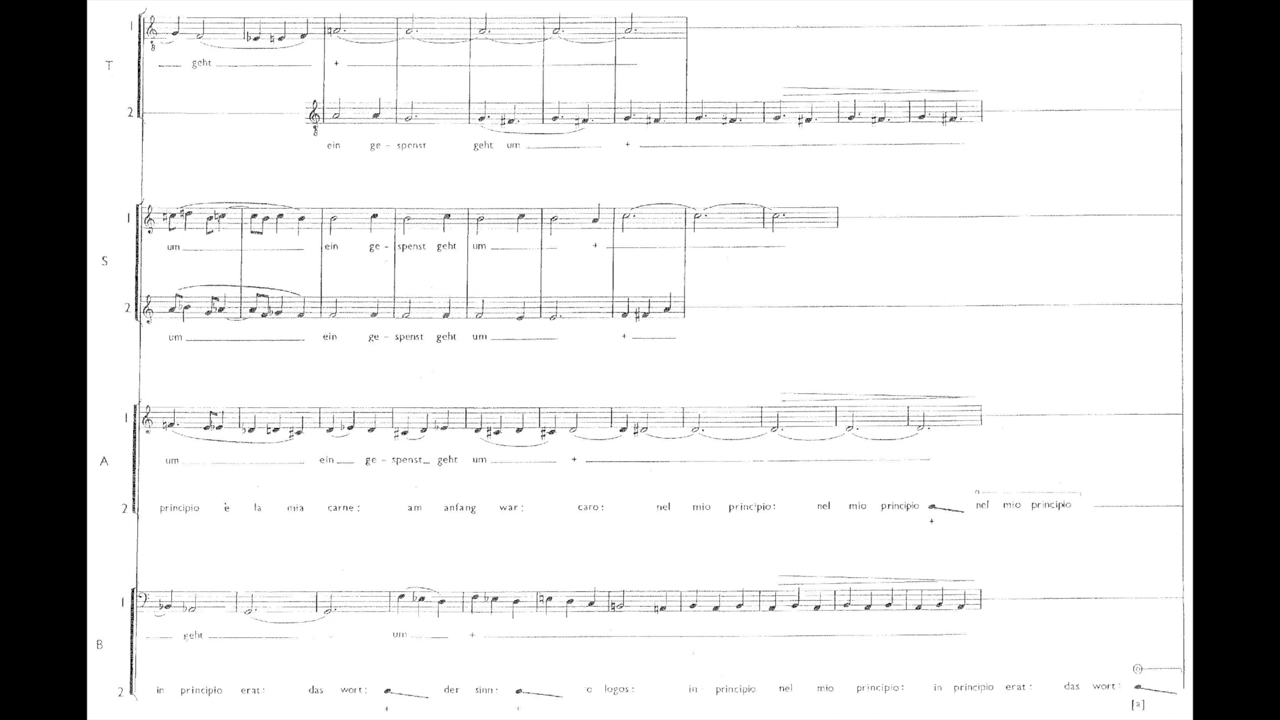 1 geht +
T
2 ein ge - spenst geht um +
1 um ein ge - spenst geht um +
S
2 um ein ge - spenst geht um +
1 um ein ge - spenst geht um +
A
2 principio è la mia carne: am anfang war: caro: nel mio principio: nel mio principio nel mio principio
+
1 geht um +
B
2 in principio erat: das wort: der sinn: o logos: in principio nel mio principio: in principio erat: das wort:
+ + [a]